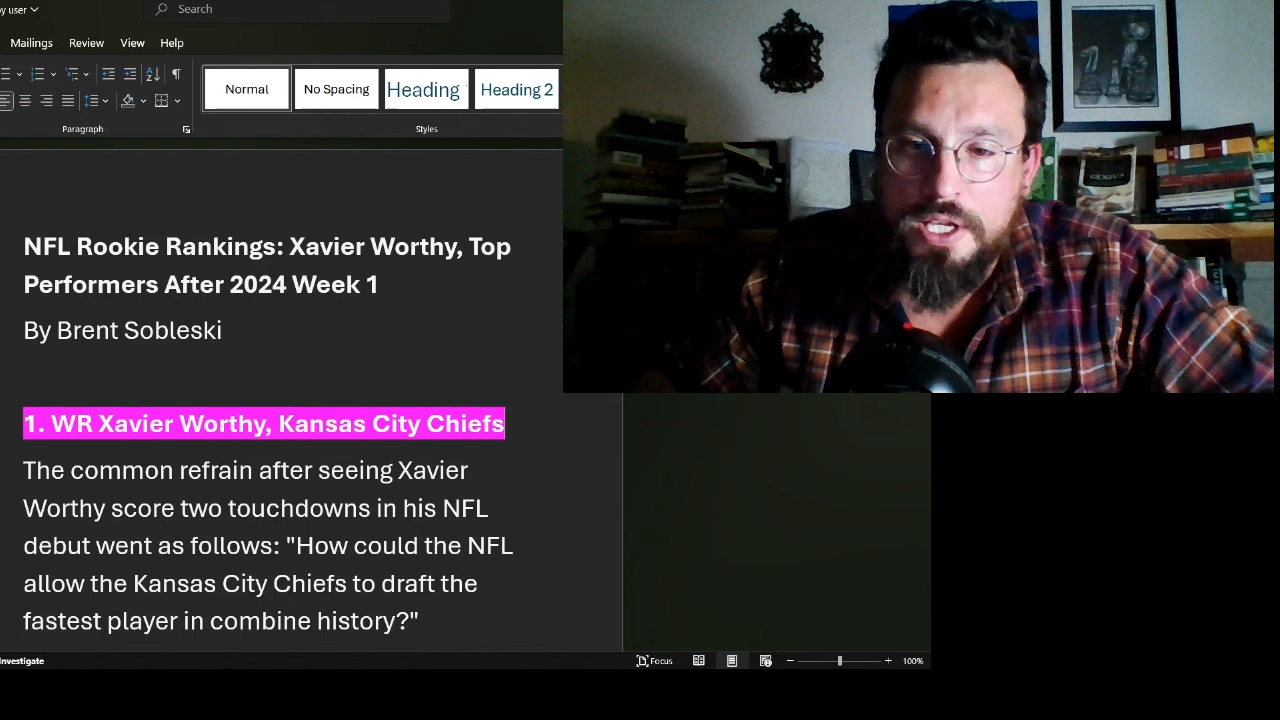 by user
Search
Mailings Review View Help
Normal No Spacing Heading Heading 2
Paragraph Styles
NFL Rookie Rankings: Xavier Worthy, Top
Performers After 2024 Week 1
By Brent Sobleski
1. WR Xavier Worthy, Kansas City Chiefs
The common refrain after seeing Xavier
Worthy score two touchdowns in his NFL
debut went as follows: "How could the NFL
allow the Kansas City Chiefs to draft the
fastest player in combine history?"
Investigate Focus 100%